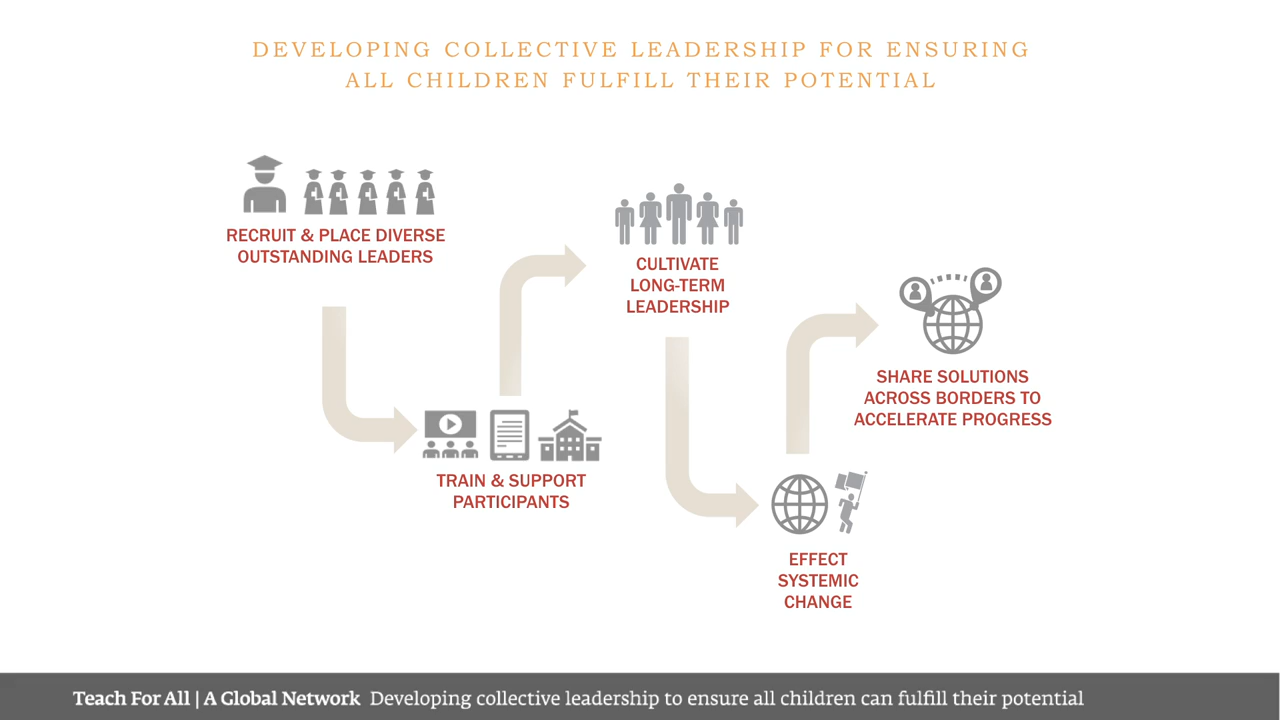 DEVELOPING COLLECTIVE LEADERSHIP FOR ENSURING
ALL CHILDREN FULFILL THEIR POTENTIAL
RECRUIT & PLACE DIVERSE
OUTSTANDING LEADERS
TRAIN & SUPPORT
PARTICIPANTS
CULTIVATE
LONG-TERM
LEADERSHIP
EFFECT
SYSTEMIC
CHANGE
SHARE SOLUTIONS
ACROSS BORDERS TO
ACCELERATE PROGRESS
Teach For All | A Global Network Developing collective leadership to ensure all children can fulfill their potential